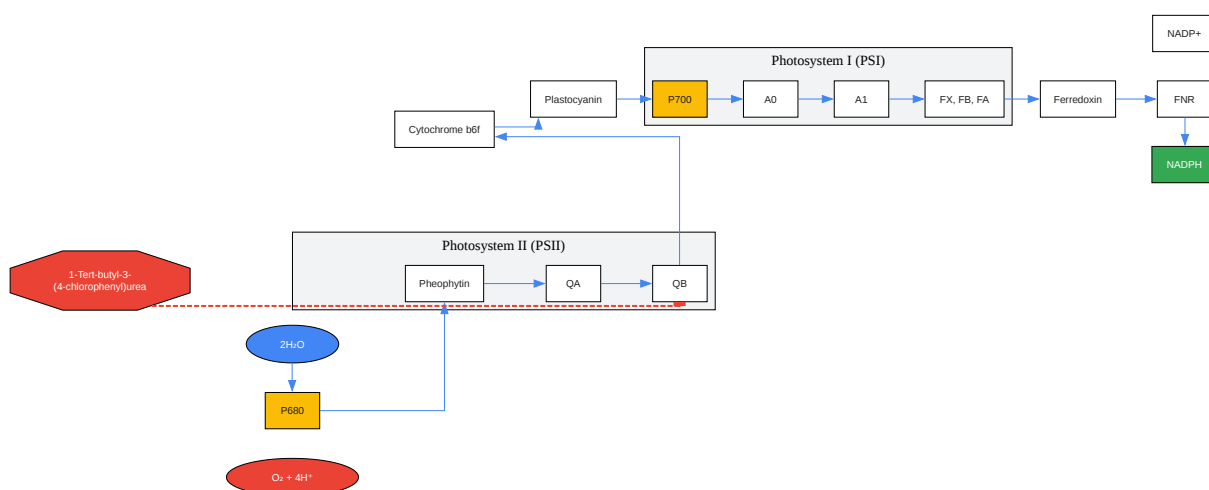 NADP+
Photosystem I (PSI)
Plastocyanin
P700
A0
A1
FX, FB, FA
Ferredoxin
FNR
Cytochrome b6f
NADPH
Photosystem II (PSII)
1-Tert-butyl-3-
(4-chlorophenyl)urea
Pheophytin
QA
QB
2H₂O
P680
O₂ + 4H⁺